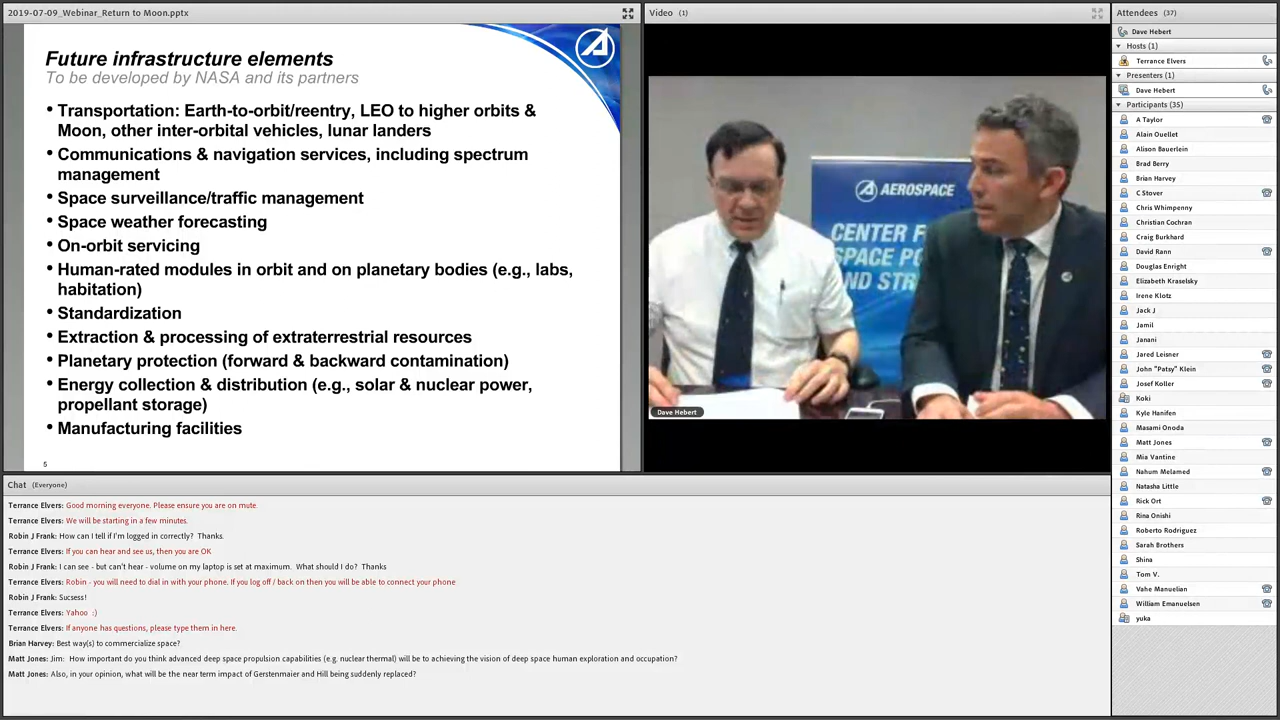 2019-07-09_Webinar_Return to Moon.pptx
Future infrastructure elements
To be developed by NASA and its partners
• Transportation: Earth-to-orbit/reentry, LEO to higher orbits &
Moon, other inter-orbital vehicles, lunar landers
• Communications & navigation services, including spectrum
management
• Space surveillance/traffic management
• Space weather forecasting
• On-orbit servicing
• Human-rated modules in orbit and on planetary bodies (e.g., labs,
habitation)
• Standardization
• Extraction & processing of extraterrestrial resources
• Planetary protection (forward & backward contamination)
• Energy collection & distribution (e.g., solar & nuclear power,
propellant storage)
• Manufacturing facilities
5
Video (1)
AEROSPACE
CENTER F
SPACE PO
AND STR
Dave Hebert
Attendees (37)
Dave Hebert
Hosts (1)
Terrance Elvers
Presenters (1)
Dave Hebert
Participants (35)
A Taylor
Alain Ouellet
Alison Bauerlein
Brad Berry
Brian Harvey
C Stover
Chris Whimpenny
Christian Cochran
Craig Burkhard
David Rann
Douglas Enright
Elizabeth Kraselsky
Irene Klotz
Jack J
Jamil
Janani
Jared Leisner
John "Patsy" Klein
Josef Koller
Koki
Kyle Hanifen
Masami Onoda
Matt Jones
Mia Vantine
Nahum Melamed
Natasha Little
Rick Ort
Rina Onishi
Roberto Rodriguez
Sarah Brothers
Shina
Tom V.
Vahe Manuelian
William Emanuelsen
yuka
Chat (Everyone)
Terrance Elvers: Good morning everyone. Please ensure you are on mute.
Terrance Elvers: We will be starting in a few minutes.
Robin J Frank: How can I tell if I'm logged in correctly? Thanks.
Terrance Elvers: If you can hear and see us, then you are OK
Robin J Frank: I can see - but can't hear - volume on my laptop is set at maximum. What should I do? Thanks
Terrance Elvers: Robin - you will need to dial in with your phone. If you log off / back on then you will be able to connect your phone
Robin J Frank: Sucsess!
Terrance Elvers: Yahoo :)
Terrance Elvers: If anyone has questions, please type them in here.
Brian Harvey: Best way(s) to commercialize space?
Matt Jones: Jim: How important do you think advanced deep space propulsion capabilities (e.g. nuclear thermal) will be to achieving the vision of deep space human exploration and occupation?
Matt Jones: Also, in your opinion, what will be the near term impact of Gerstenmaier and Hill being suddenly replaced?